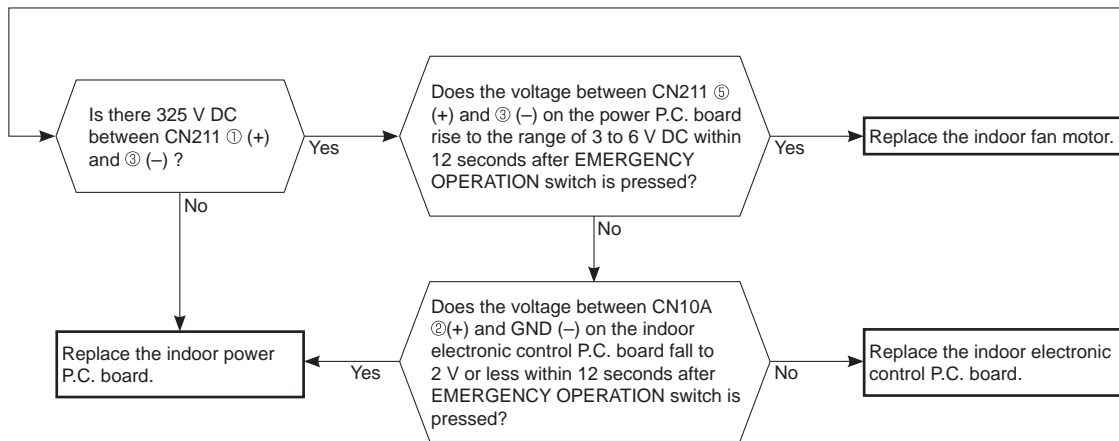 Is there 325 V DC
between CN211 ① (+)
and ③ (–) ?
Yes
No
Does the voltage between CN211 ⑤
(+) and ③ (–) on the power P.C. board
rise to the range of 3 to 6 V DC within
12 seconds after EMERGENCY
OPERATION switch is pressed?
Yes
No
Replace the indoor fan motor.
Does the voltage between CN10A
②(+) and GND (–) on the indoor
electronic control P.C. board fall to
2 V or less within 12 seconds after
EMERGENCY OPERATION switch is
pressed?
Yes
No
Replace the indoor power
P.C. board.
Replace the indoor electronic
control P.C. board.